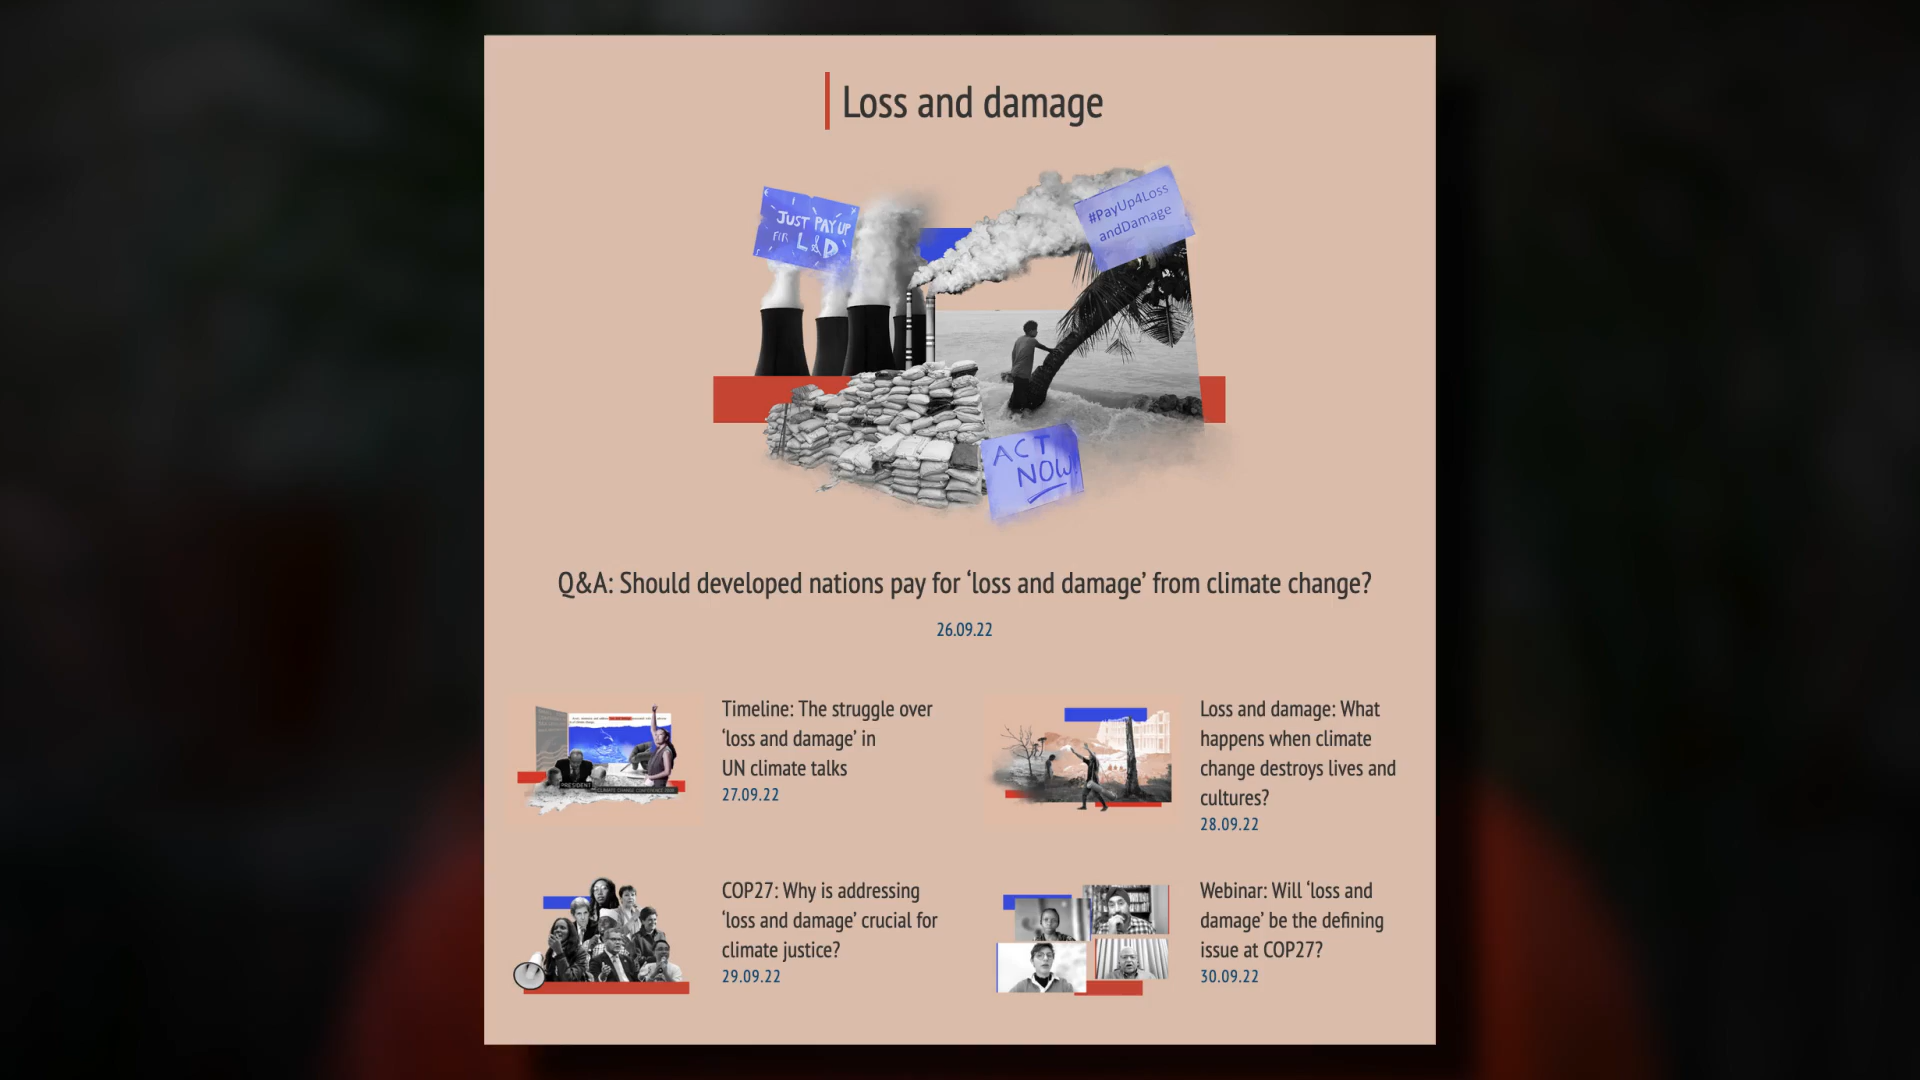 Loss and damage
JUST PAY UP
FOR L&D
#PayUp4Loss
andDamage
ACT
NOW!
Q&A: Should developed nations pay for ‘loss and damage’ from climate change?
26.09.22
Timeline: The struggle over
‘loss and damage’ in
UN climate talks
27.09.22
PRESIDENT
CLIMATE CHANGE CONFERENCE
Loss and damage: What
happens when climate
change destroys lives and
cultures?
28.09.22
COP27: Why is addressing
‘loss and damage’ crucial for
climate justice?
29.09.22
Webinar: Will ‘loss and
damage’ be the defining
issue at COP27?
30.09.22